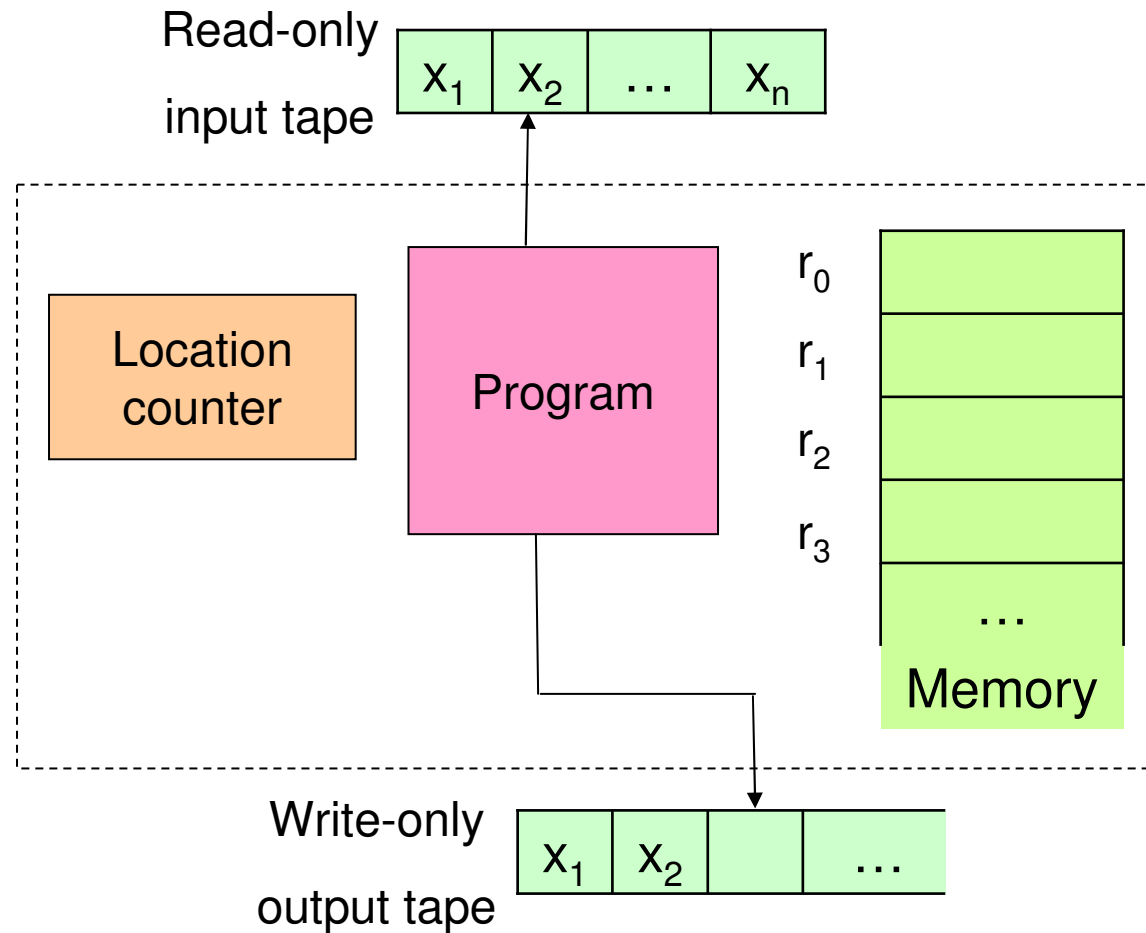 Read-only
input tape
x₁ x₂ … xₙ
Location
counter
Program
r₀
r₁
r₂
r₃
…
Memory
Write-only
output tape
x₁ x₂ …